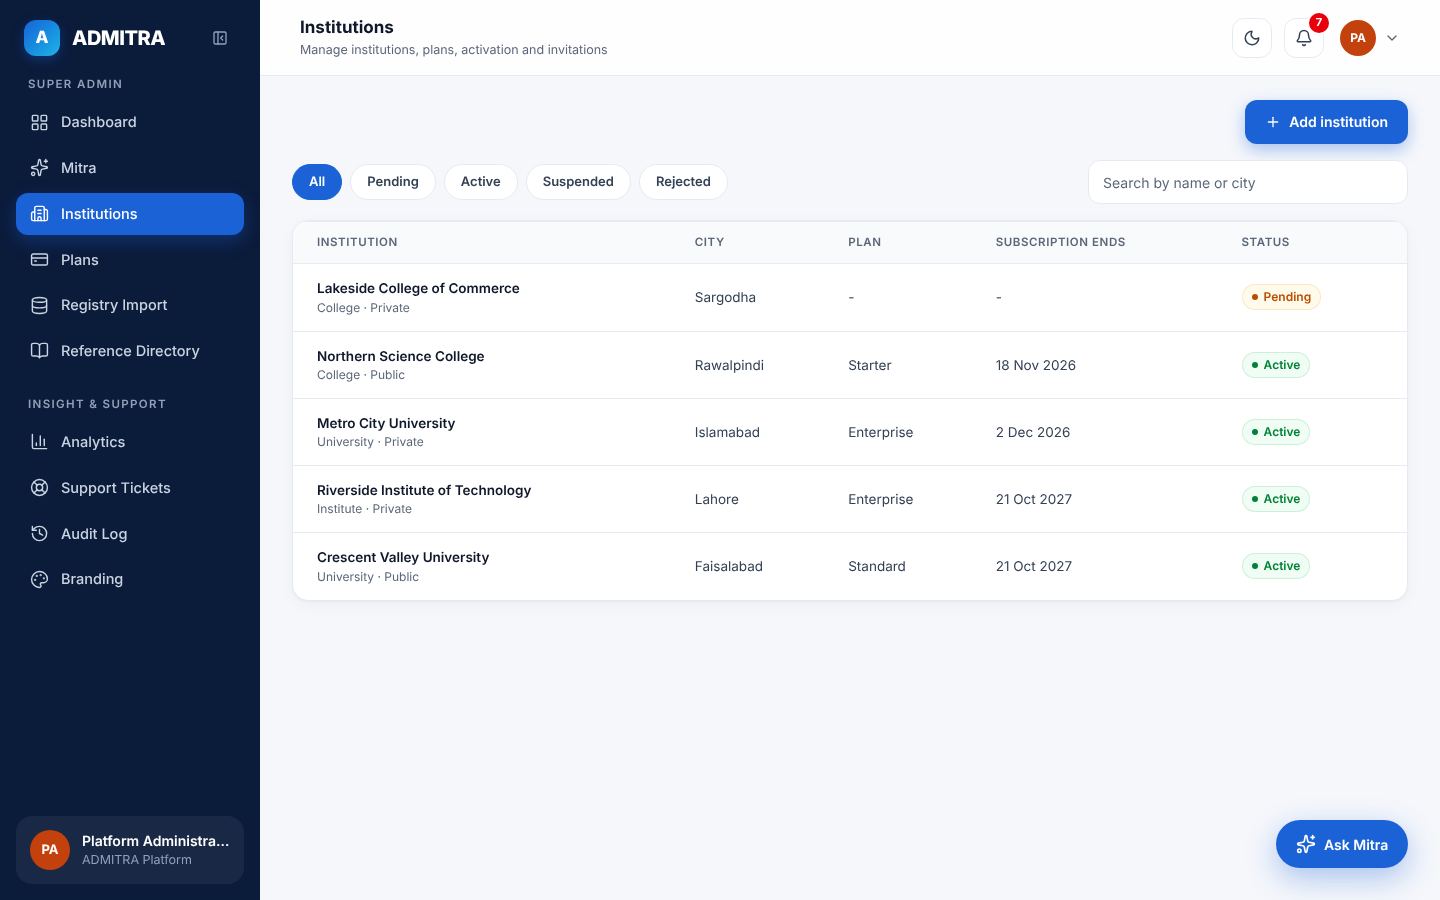 A ADMITRA
SUPER ADMIN
Dashboard
Mitra
Institutions
Plans
Registry Import
Reference Directory
INSIGHT & SUPPORT
Analytics
Support Tickets
Audit Log
Branding
PA Platform Administra...
ADMITRA Platform
Institutions
Manage institutions, plans, activation and invitations
7
PA
+ Add institution
All Pending Active Suspended Rejected
Search by name or city
INSTITUTION CITY PLAN SUBSCRIPTION ENDS STATUS
Lakeside College of Commerce
College · Private
Sargodha - - Pending
Northern Science College
College · Public
Rawalpindi Starter 18 Nov 2026 Active
Metro City University
University · Private
Islamabad Enterprise 2 Dec 2026 Active
Riverside Institute of Technology
Institute · Private
Lahore Enterprise 21 Oct 2027 Active
Crescent Valley University
University · Public
Faisalabad Standard 21 Oct 2027 Active
Ask Mitra